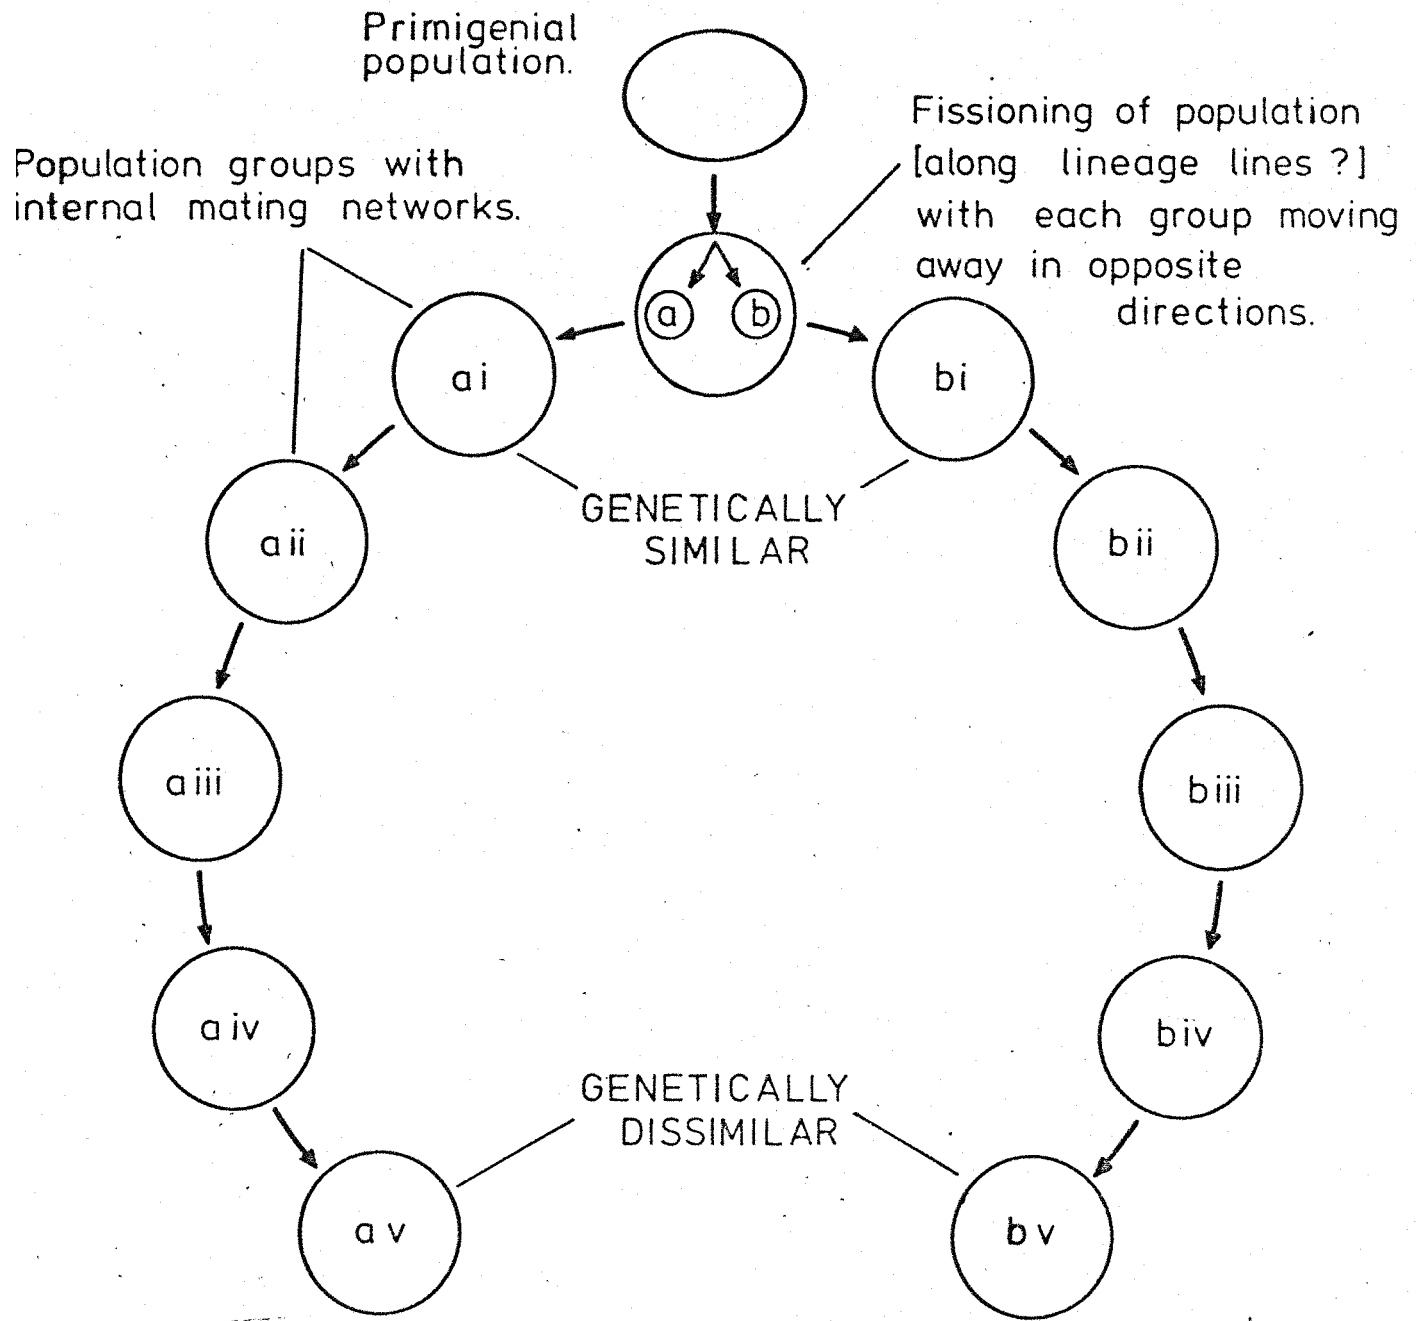 Primigenial
population.
Fissioning of population
[along lineage lines ?]
with each group moving
away in opposite
directions.
Population groups with
internal mating networks.
a
b
a i
b i
GENETICALLY
SIMILAR
a ii
b ii
a iii
b iii
a iv
b iv
GENETICALLY
DISSIMILAR
a v
b v